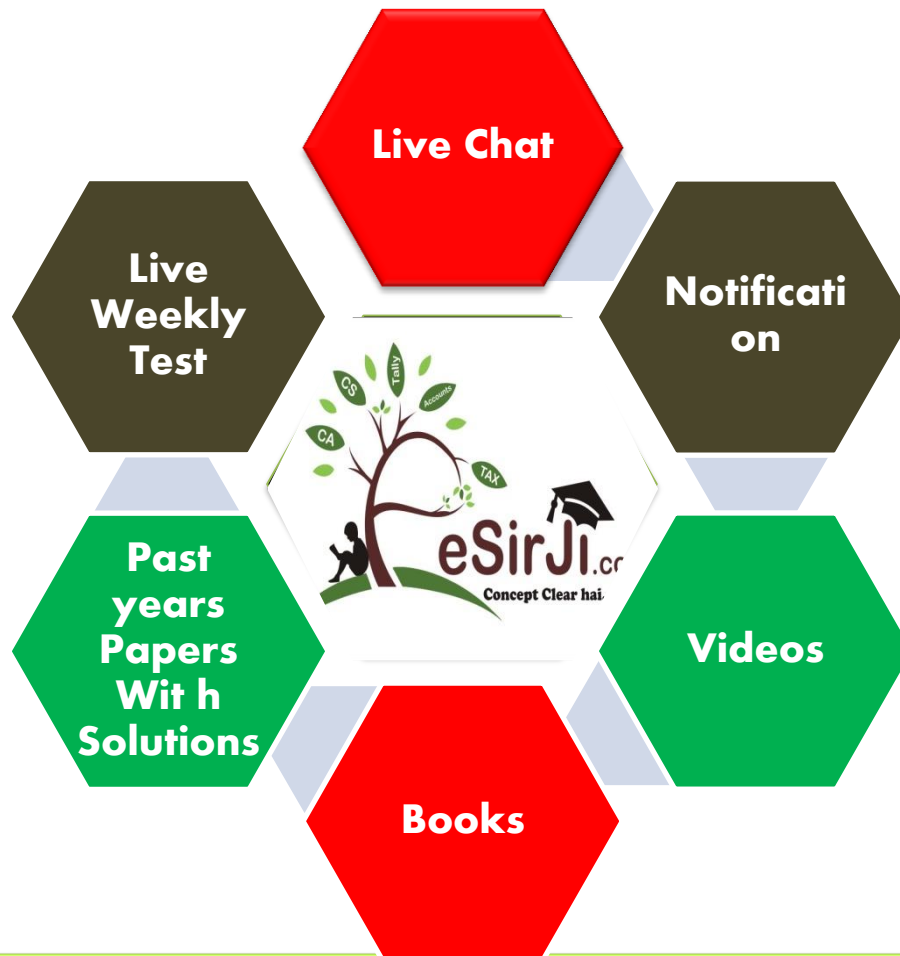 Live Chat
Notificati
on
Videos
Books
Past
years
Papers
Wit h
Solutions
Live
Weekly
Test
CA
CS
Tally
Accounts
TAX
eSirJi.co
Concept Clear hai.